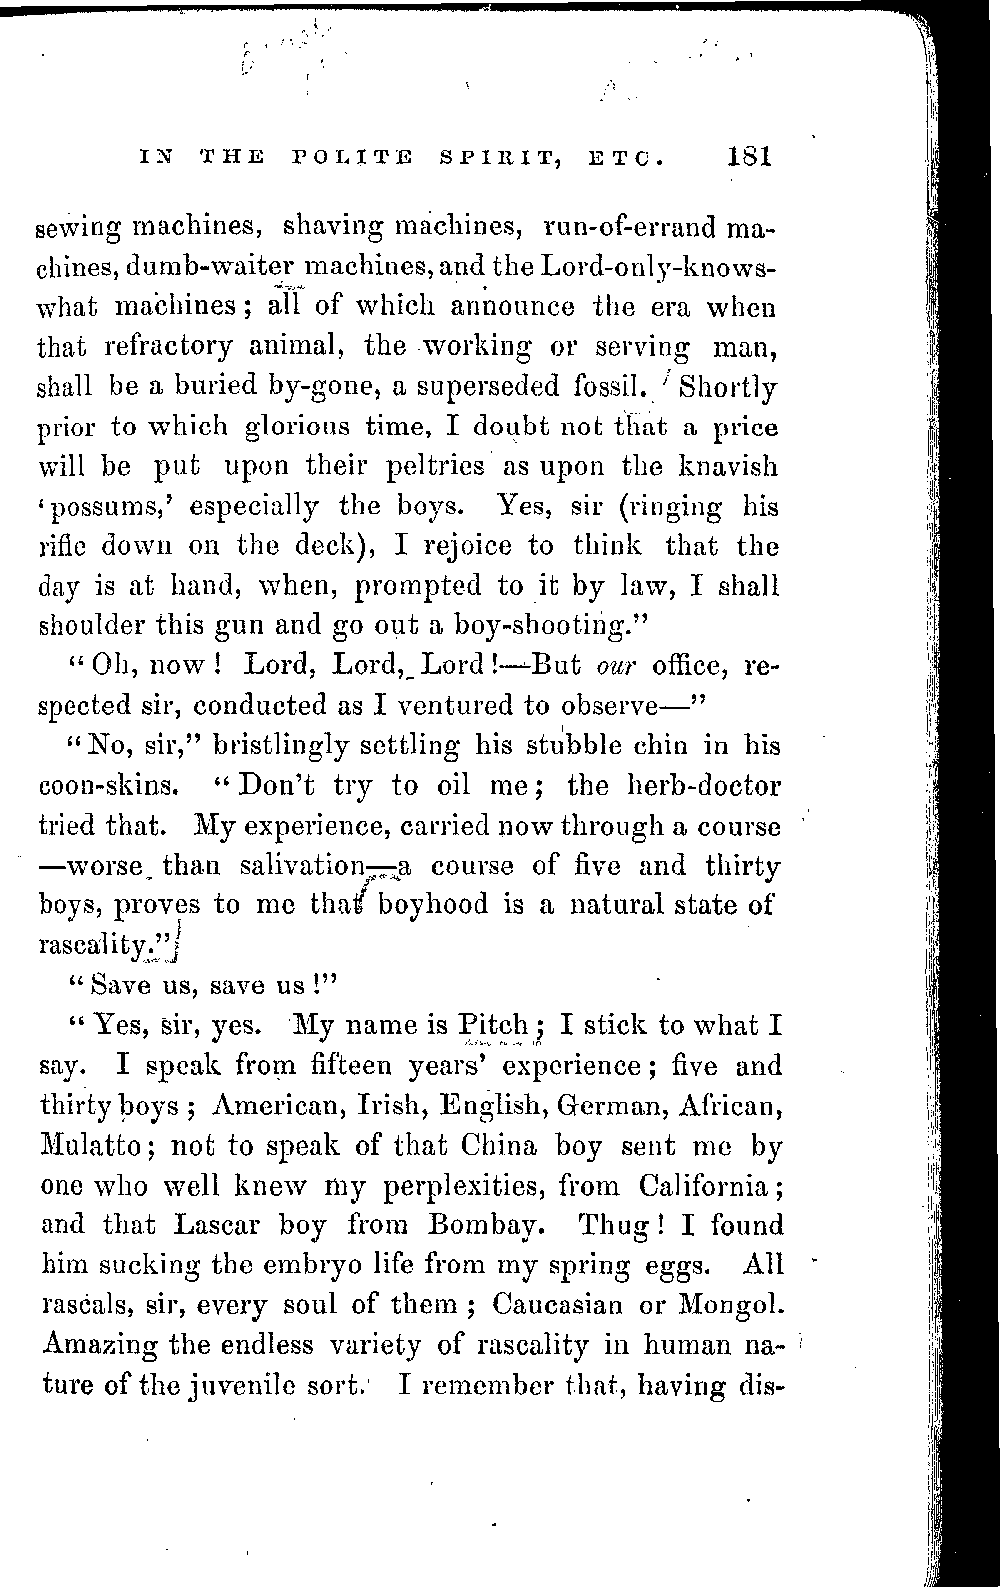 IN THE POLITE SPIRIT, ETC. 181
sewing machines, shaving machines, run-of-errand ma-
chines, dumb-waiter machines, and the Lord-only-knows-
what machines; all of which announce the era when
that refractory animal, the working or serving man,
shall be a buried by-gone, a superseded fossil. Shortly
prior to which glorious time, I doubt not that a price
will be put upon their peltries as upon the knavish
‘possums,’ especially the boys. Yes, sir (ringing his
rifle down on the deck), I rejoice to think that the
day is at hand, when, prompted to it by law, I shall
shoulder this gun and go out a boy-shooting.”
“Oh, now! Lord, Lord, Lord!—But our office, re-
spected sir, conducted as I ventured to observe—”
“No, sir,” bristlingly settling his stubble chin in his
coon-skins. “Don’t try to oil me; the herb-doctor
tried that. My experience, carried now through a course
—worse than salivation—a course of five and thirty
boys, proves to me that boyhood is a natural state of
rascality.”
“Save us, save us!”
“Yes, sir, yes. My name is Pitch; I stick to what I
say. I speak from fifteen years’ experience; five and
thirty boys; American, Irish, English, German, African,
Mulatto; not to speak of that China boy sent me by
one who well knew my perplexities, from California;
and that Lascar boy from Bombay. Thug! I found
him sucking the embryo life from my spring eggs. All
rascals, sir, every soul of them; Caucasian or Mongol.
Amazing the endless variety of rascality in human na-
ture of the juvenile sort. I remember that, having dis-